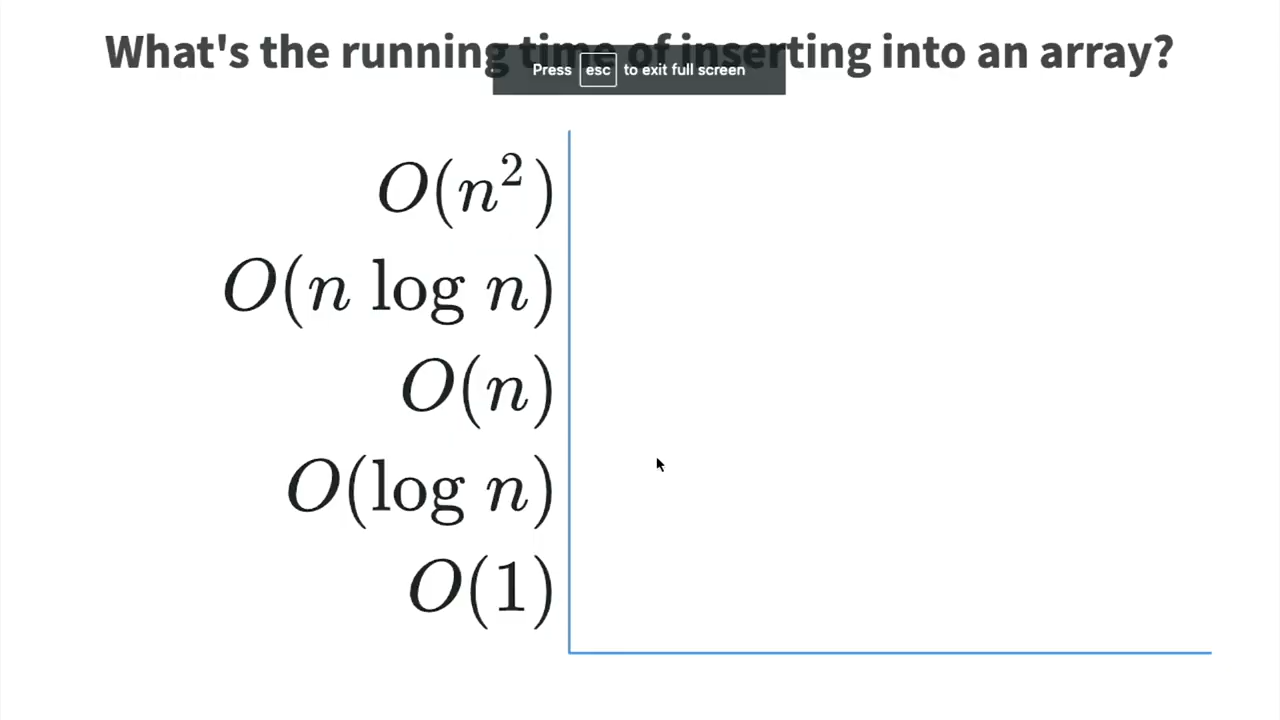 What's the running time of inserting into an array?
Press esc to exit full screen
O(n²)
O(n log n)
O(n)
O(log n)
O(1)